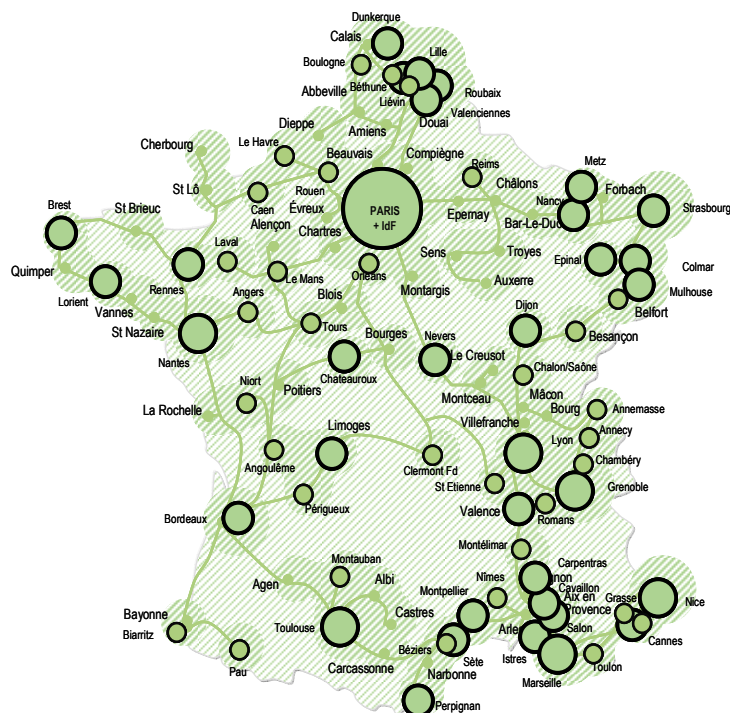 Dunkerque
Calais
Boulogne
Lille
Béthune
Abbeville
Liévin
Roubaix
Valenciennes
Douai
Dieppe
Amiens
Cherbourg
Le Havre
Beauvais
Compiègne
Reims
Metz
St Lô
Rouen
Châlons
Forbach
Caen
Nancy
Strasbourg
Brest
St Brieuc
Évreux
PARIS
+ IdF
Epernay
Bar-Le-Duc
Alençon
Chartres
Laval
Sens
Troyes
Epinal
Colmar
Quimper
Rennes
Le Mans
Orléans
Montargis
Auxerre
Mulhouse
Lorient
Vannes
Angers
Blois
Belfort
St Nazaire
Tours
Bourges
Nevers
Dijon
Besançon
Nantes
Le Creusot
Chateauroux
Chalon/Saône
Niort
Poitiers
Montceau
Mâcon
La Rochelle
Bourg
Annemasse
Limoges
Villefranche
Lyon
Annecy
Angoulême
Clermont Fd
Chambéry
St Etienne
Grenoble
Périgueux
Bordeaux
Valence
Romans
Montélimar
Montauban
Carpentras
Agen
Albi
Nîmes
non
Montpellier
Cavaillon
Grasse
Aix en
Provence
Nice
Bayonne
Castres
Biarritz
Toulouse
Arle
Salon
Cannes
Béziers
Pau
Carcassonne
Sète
Istres
Toulon
Narbonne
Marseille
Perpignan